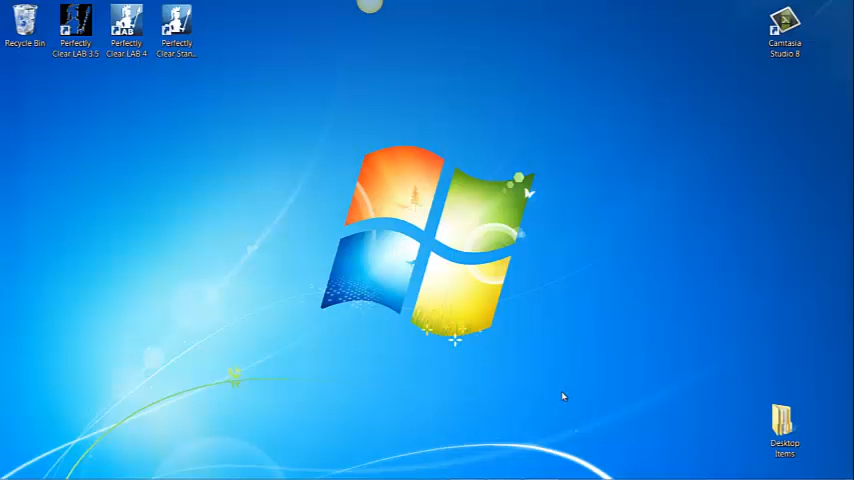 Recycle Bin
Perfectly
Clear LAB 3.5
Perfectly
Clear LAB 4
Perfectly
Clear Stan...
Camtasia
Studio 8
Desktop
Items